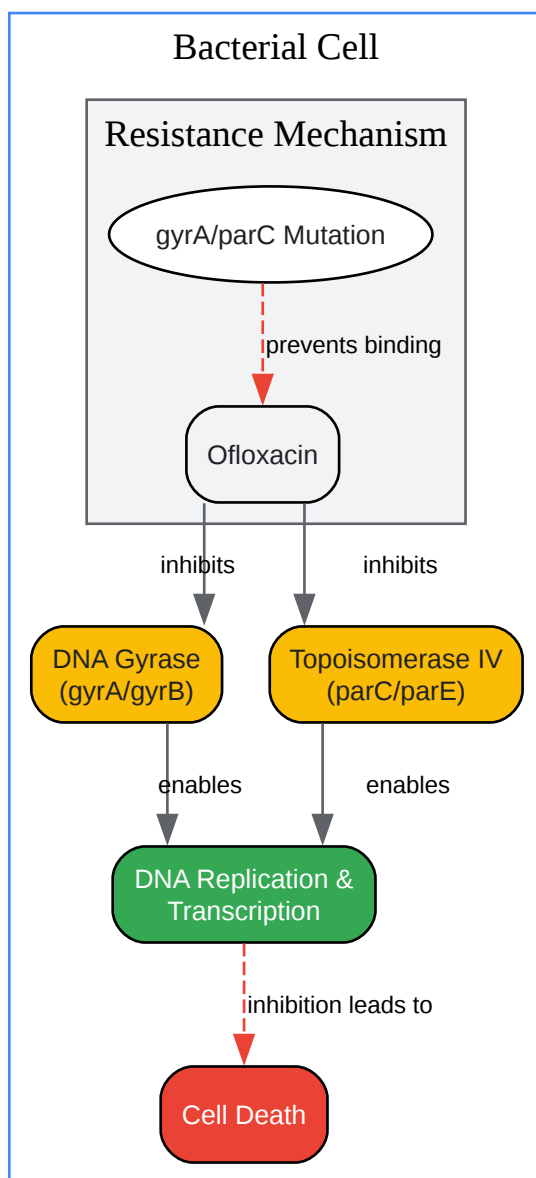 Bacterial Cell
Resistance Mechanism
gyrA/parC Mutation
prevents binding
Ofloxacin
inhibits
inhibits
DNA Gyrase
(gyrA/gyrB)
Topoisomerase IV
(parC/parE)
enables
enables
DNA Replication &
Transcription
inhibition leads to
Cell Death